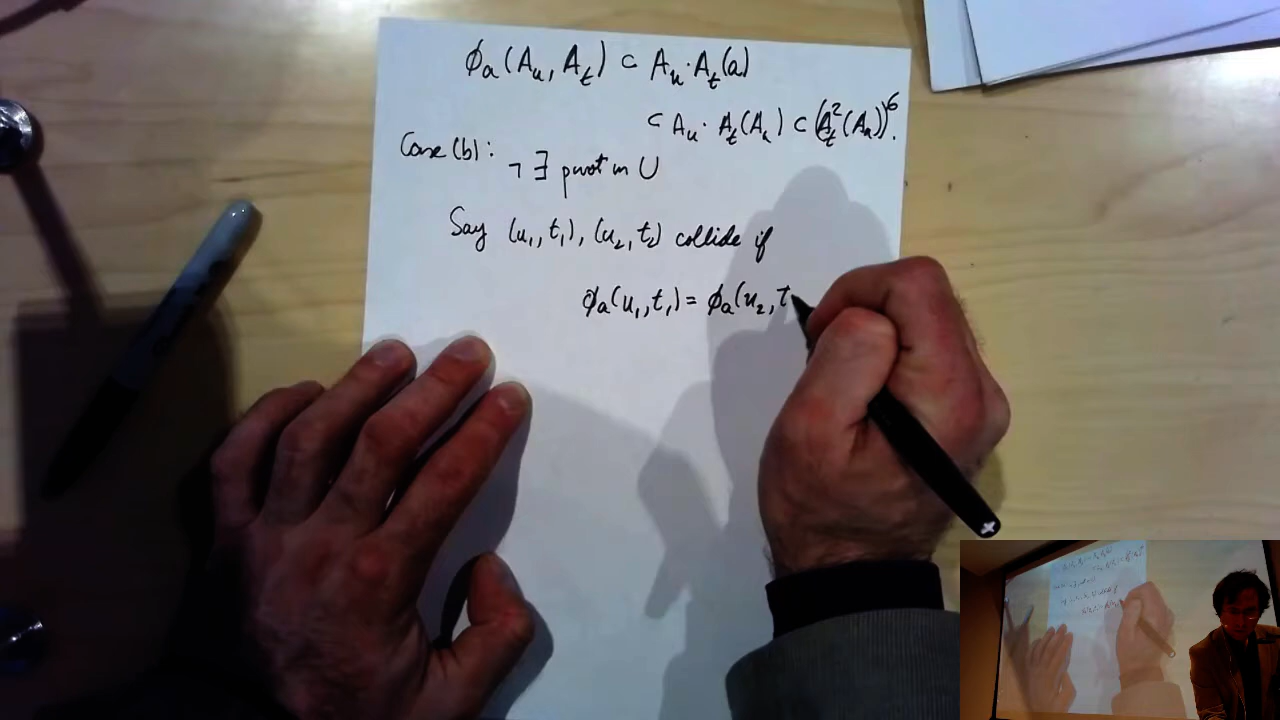 ϕₐ(Aᵤ, Aₜ) ⊂ Aᵤ·Aₜ(a)
⊂ Aᵤ·Aₜ(Aᵤ) ⊂ (Aₜ²(Aᵤ))⁶.
Case (b):
¬∃ pivot in U
Say (u₁,t₁), (u₂,t₂) collide if
ϕₐ(u₁,t₁) = ϕₐ(u₂,t